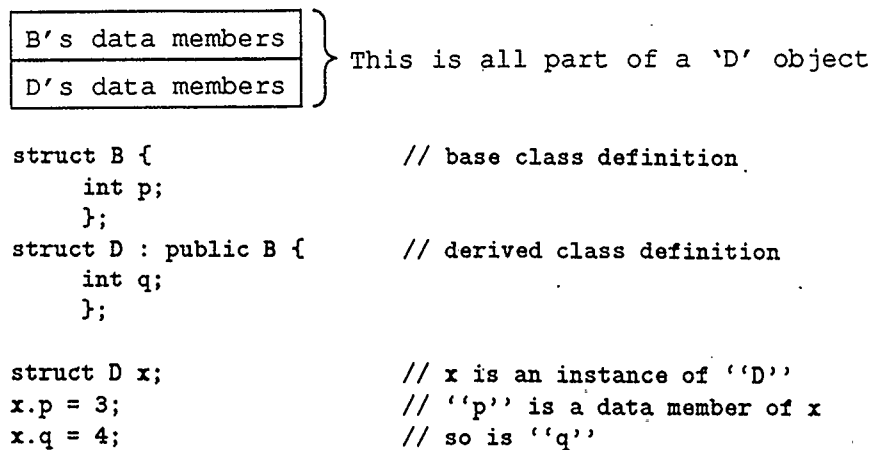 B's data members
This is all part of a `D' object
D's data members
struct B { // base class definition
int p;
};
struct D : public B { // derived class definition
int q;
};
struct D x; // x is an instance of ‘‘D’’
x.p = 3; // ‘‘p’’ is a data member of x
x.q = 4; // so is ‘‘q’’